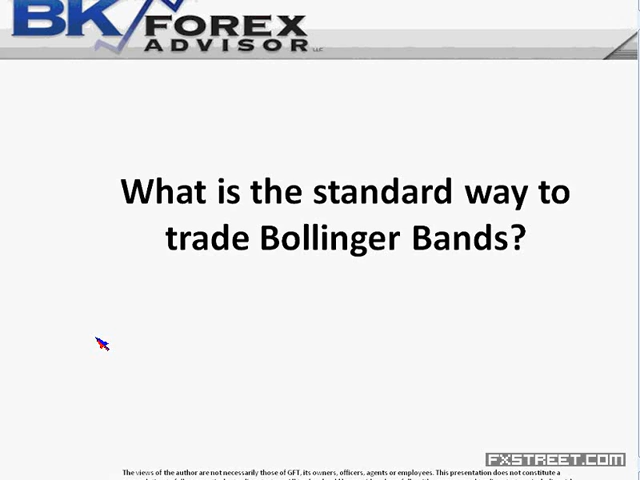 BK FOREX
ADVISOR LLC
What is the standard way to
trade Bollinger Bands?
The views of the author are not necessarily those of GFT, its owners, officers, agents or employees. This presentation does not constitute a
FXSTREET.COM